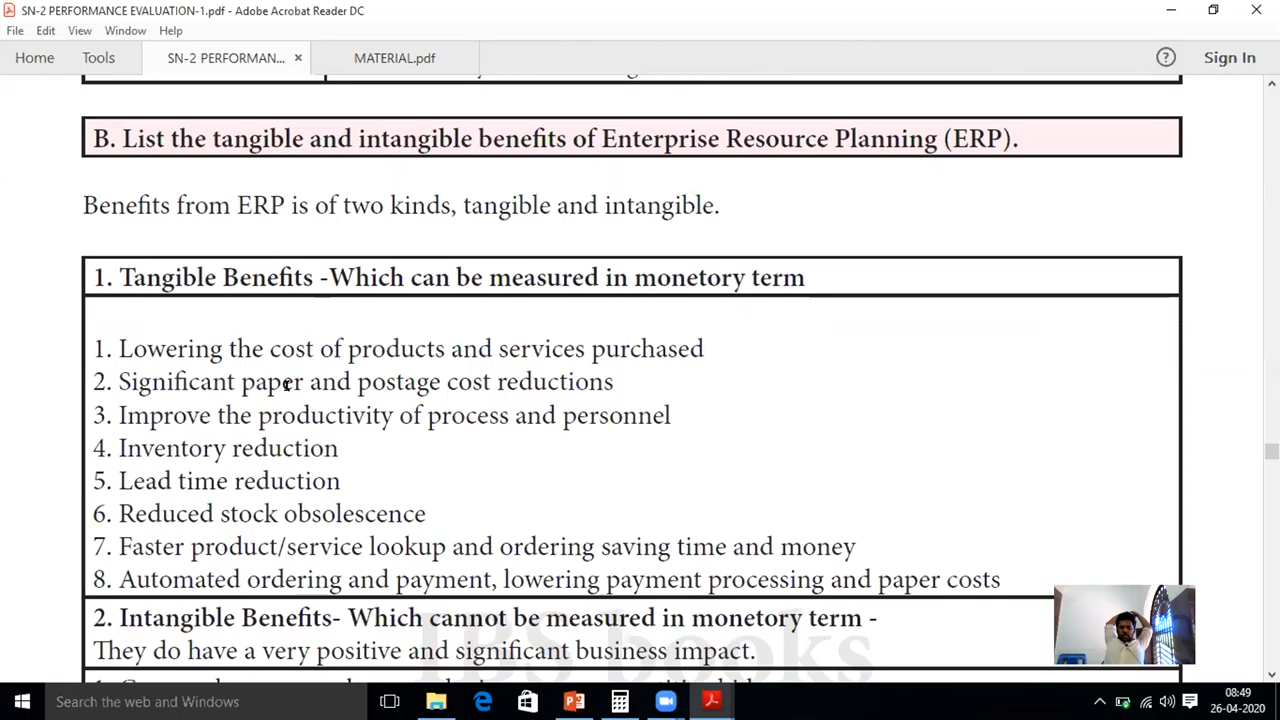 SN-2 PERFORMANCE EVALUATION-1.pdf - Adobe Acrobat Reader DC
File Edit View Window Help
Home Tools SN-2 PERFORMAN... × MATERIAL.pdf ? Sign In
B. List the tangible and intangible benefits of Enterprise Resource Planning (ERP).
Benefits from ERP is of two kinds, tangible and intangible.
1. Tangible Benefits -Which can be measured in monetory term
1. Lowering the cost of products and services purchased
2. Significant paper and postage cost reductions
3. Improve the productivity of process and personnel
4. Inventory reduction
5. Lead time reduction
6. Reduced stock obsolescence
7. Faster product/service lookup and ordering saving time and money
8. Automated ordering and payment, lowering payment processing and paper costs
2. Intangible Benefits- Which cannot be measured in monetory term -
They do have a very positive and significant business impact.
IBS books
Search the web and Windows
08:49
26-04-2020